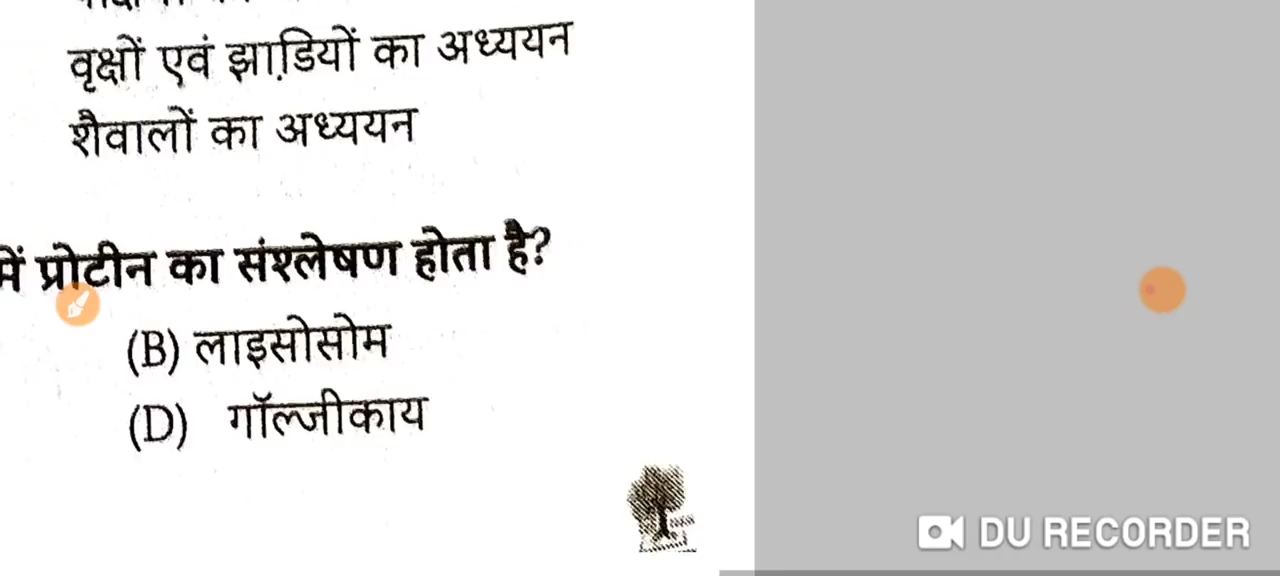 वृक्षों एवं झाड़ियों का अध्ययन
शैवालों का अध्ययन
में प्रोटीन का संश्लेषण होता है?
(B) लाइसोसोम
(D) गॉल्जीकाय
DU RECORDER